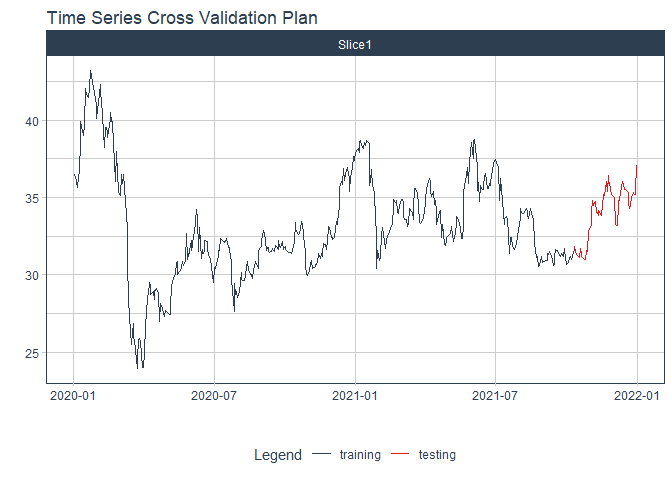 Time Series Cross Validation Plan
Slice1
40
35
30
25
2020-01 2020-07 2021-01 2021-07 2022-01
Legend training testing